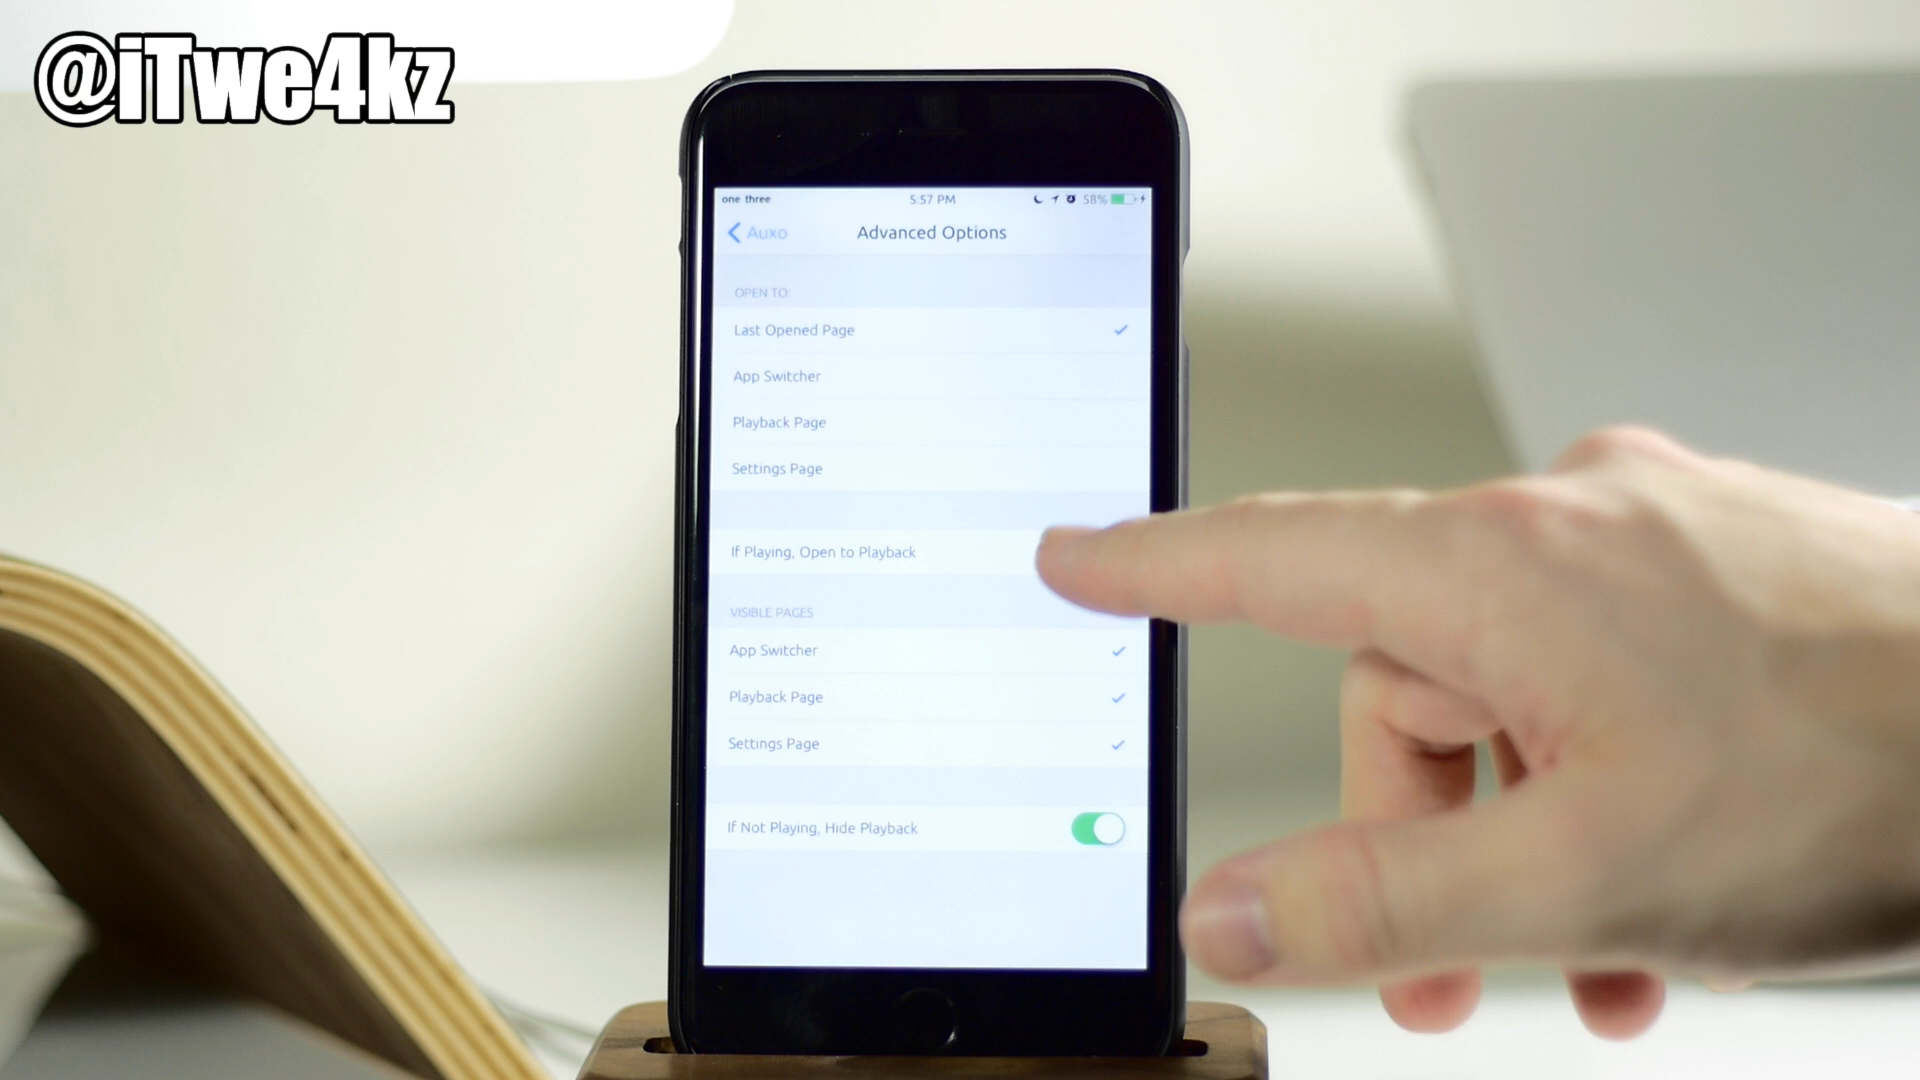 @iTwe4kz
one three 5:57 PM 58%
Auxo Advanced Options
OPEN TO:
Last Opened Page
App Switcher
Playback Page
Settings Page
If Playing, Open to Playback
VISIBLE PAGES
App Switcher
Playback Page
Settings Page
If Not Playing, Hide Playback